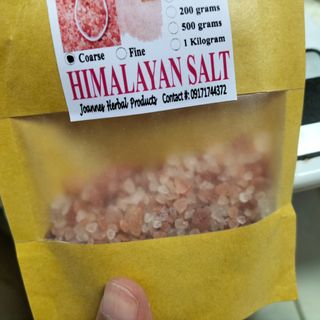 200 grams
500 grams
1 Kilogram
Coarse Fine
HIMALAYAN SALT
Joannes Herbal Products Contact #: 09171744372